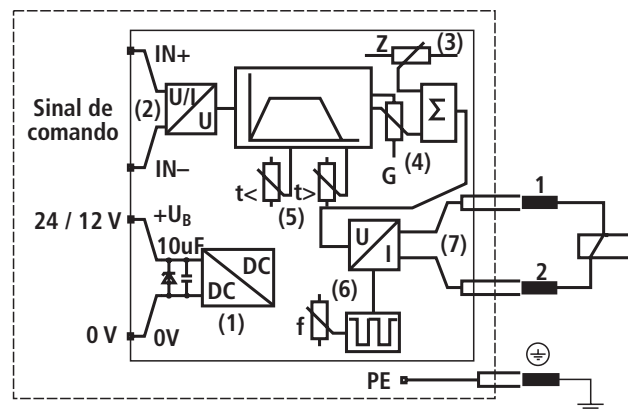 IN+
Z
(3)
Sinal de
comando
(2)
U/I
U
Σ
IN–
t<
t>
(5)
(4)
G
24 / 12 V
+UB
10uF
DC
DC
(1)
U
I
(7)
1
2
(6)
f
0 V
0V
PE